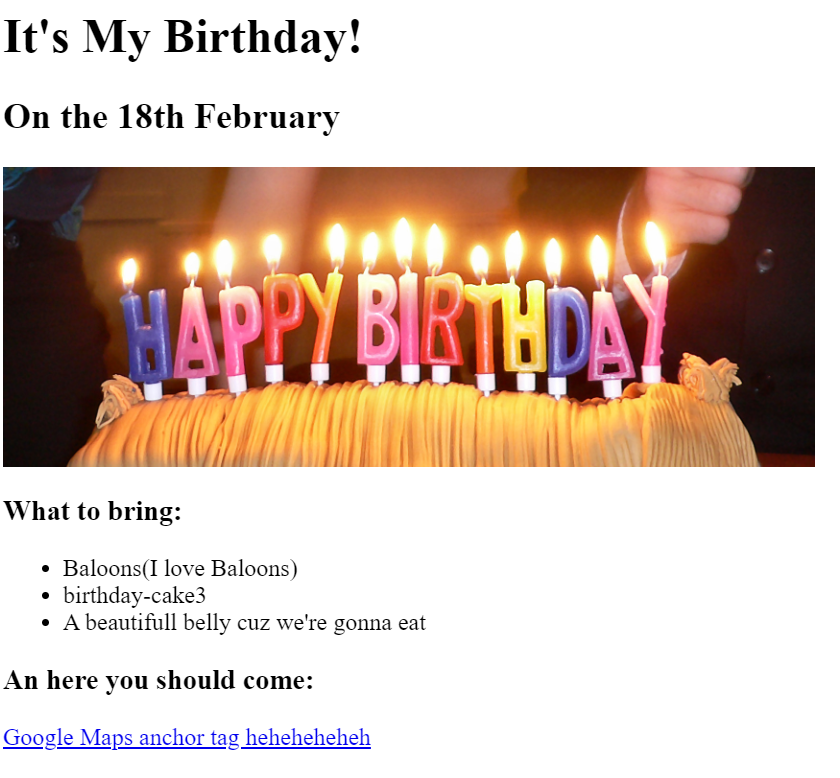 It's My Birthday!
On the 18th February
HAPPY BIRTHDAY
What to bring:
Baloons(I love Baloons)
birthday-cake3
A beautifull belly cuz we're gonna eat
An here you should come:
Google Maps anchor tag heheheheheh